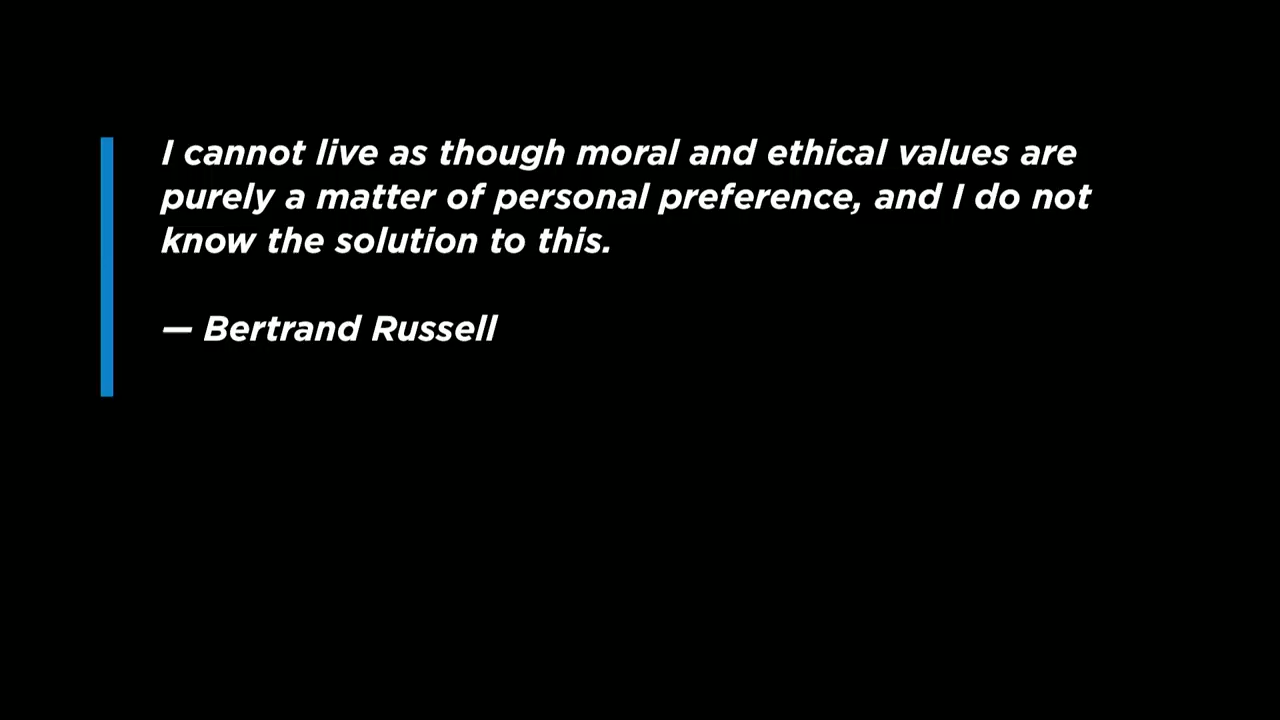 I cannot live as though moral and ethical values are
purely a matter of personal preference, and I do not
know the solution to this.
— Bertrand Russell